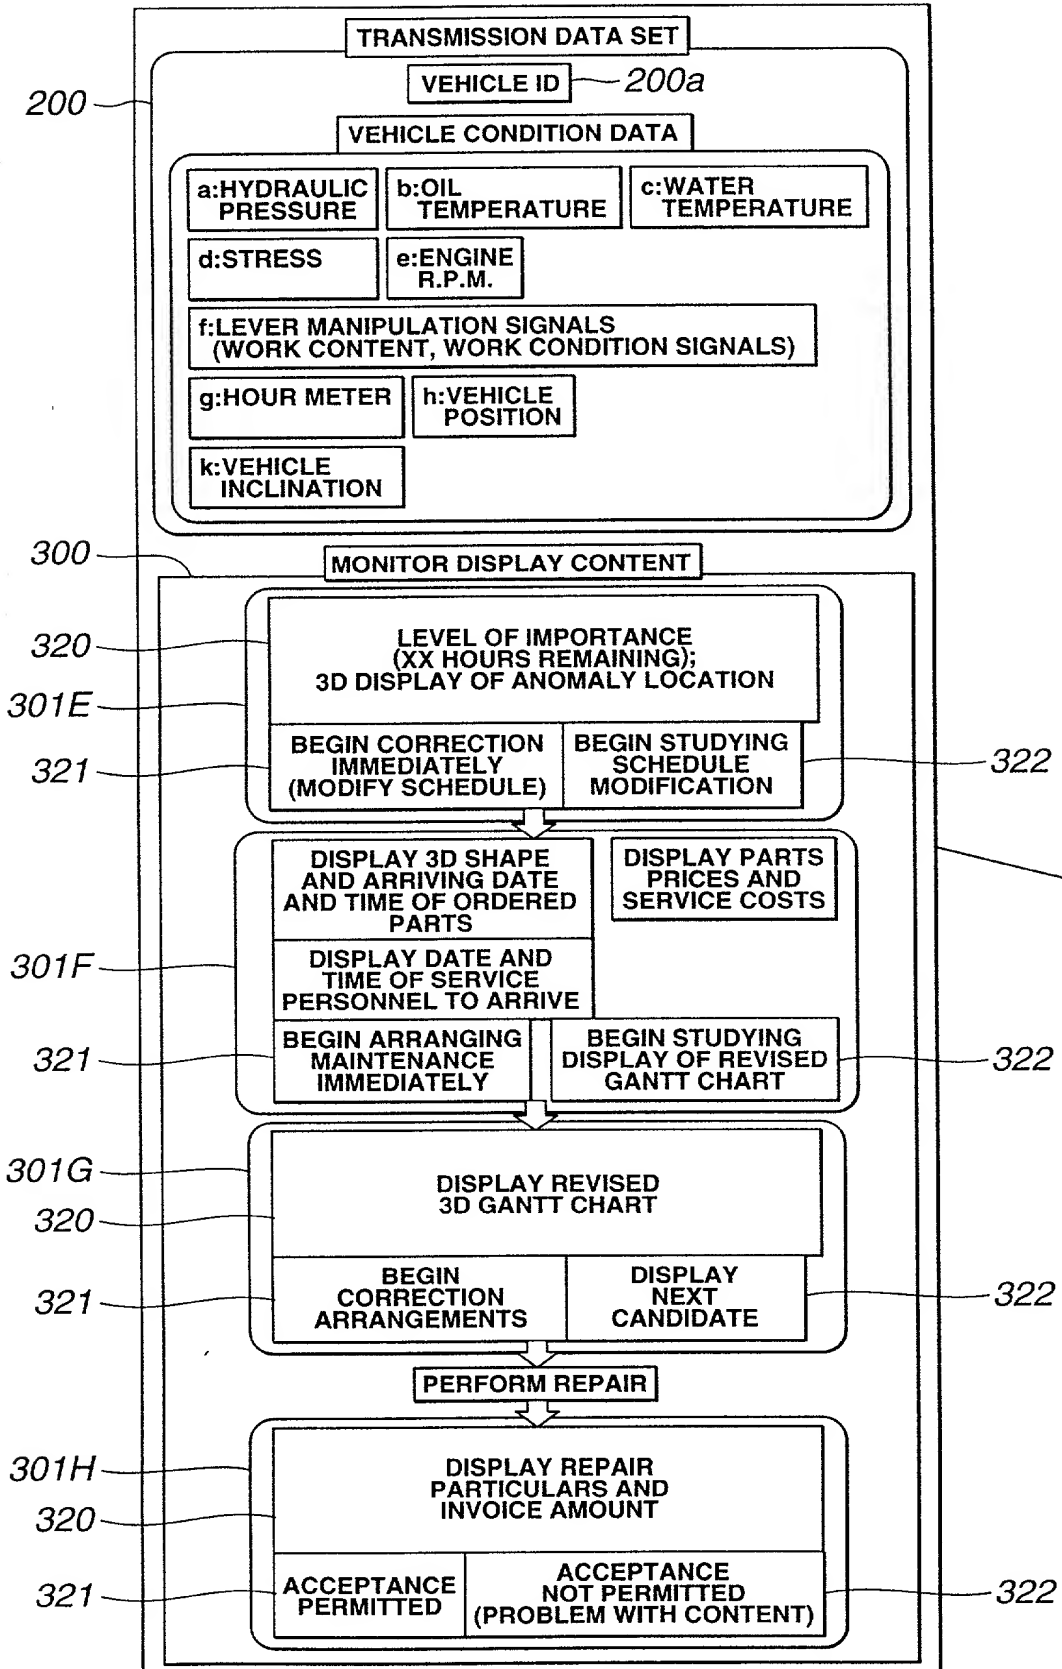 TRANSMISSION DATA SET
VEHICLE ID
200a
200
VEHICLE CONDITION DATA
a:HYDRAULIC
PRESSURE
b:OIL
TEMPERATURE
c:WATER
TEMPERATURE
d:STRESS
e:ENGINE
R.P.M.
f:LEVER MANIPULATION SIGNALS
(WORK CONTENT, WORK CONDITION SIGNALS)
g:HOUR METER
h:VEHICLE
POSITION
k:VEHICLE
INCLINATION
300
MONITOR DISPLAY CONTENT
320
LEVEL OF IMPORTANCE
(XX HOURS REMAINING);
3D DISPLAY OF ANOMALY LOCATION
301E
321
BEGIN CORRECTION
IMMEDIATELY
(MODIFY SCHEDULE)
BEGIN STUDYING
SCHEDULE
MODIFICATION
322
DISPLAY 3D SHAPE
AND ARRIVING DATE
AND TIME OF ORDERED
PARTS
DISPLAY PARTS
PRICES AND
SERVICE COSTS
301F
DISPLAY DATE AND
TIME OF SERVICE
PERSONNEL TO ARRIVE
321
BEGIN ARRANGING
MAINTENANCE
IMMEDIATELY
BEGIN STUDYING
DISPLAY OF REVISED
GANTT CHART
322
301G
DISPLAY REVISED
3D GANTT CHART
320
321
BEGIN
CORRECTION
ARRANGEMENTS
DISPLAY
NEXT
CANDIDATE
322
PERFORM REPAIR
301H
DISPLAY REPAIR
PARTICULARS AND
INVOICE AMOUNT
320
321
ACCEPTANCE
PERMITTED
ACCEPTANCE
NOT PERMITTED
(PROBLEM WITH CONTENT)
322